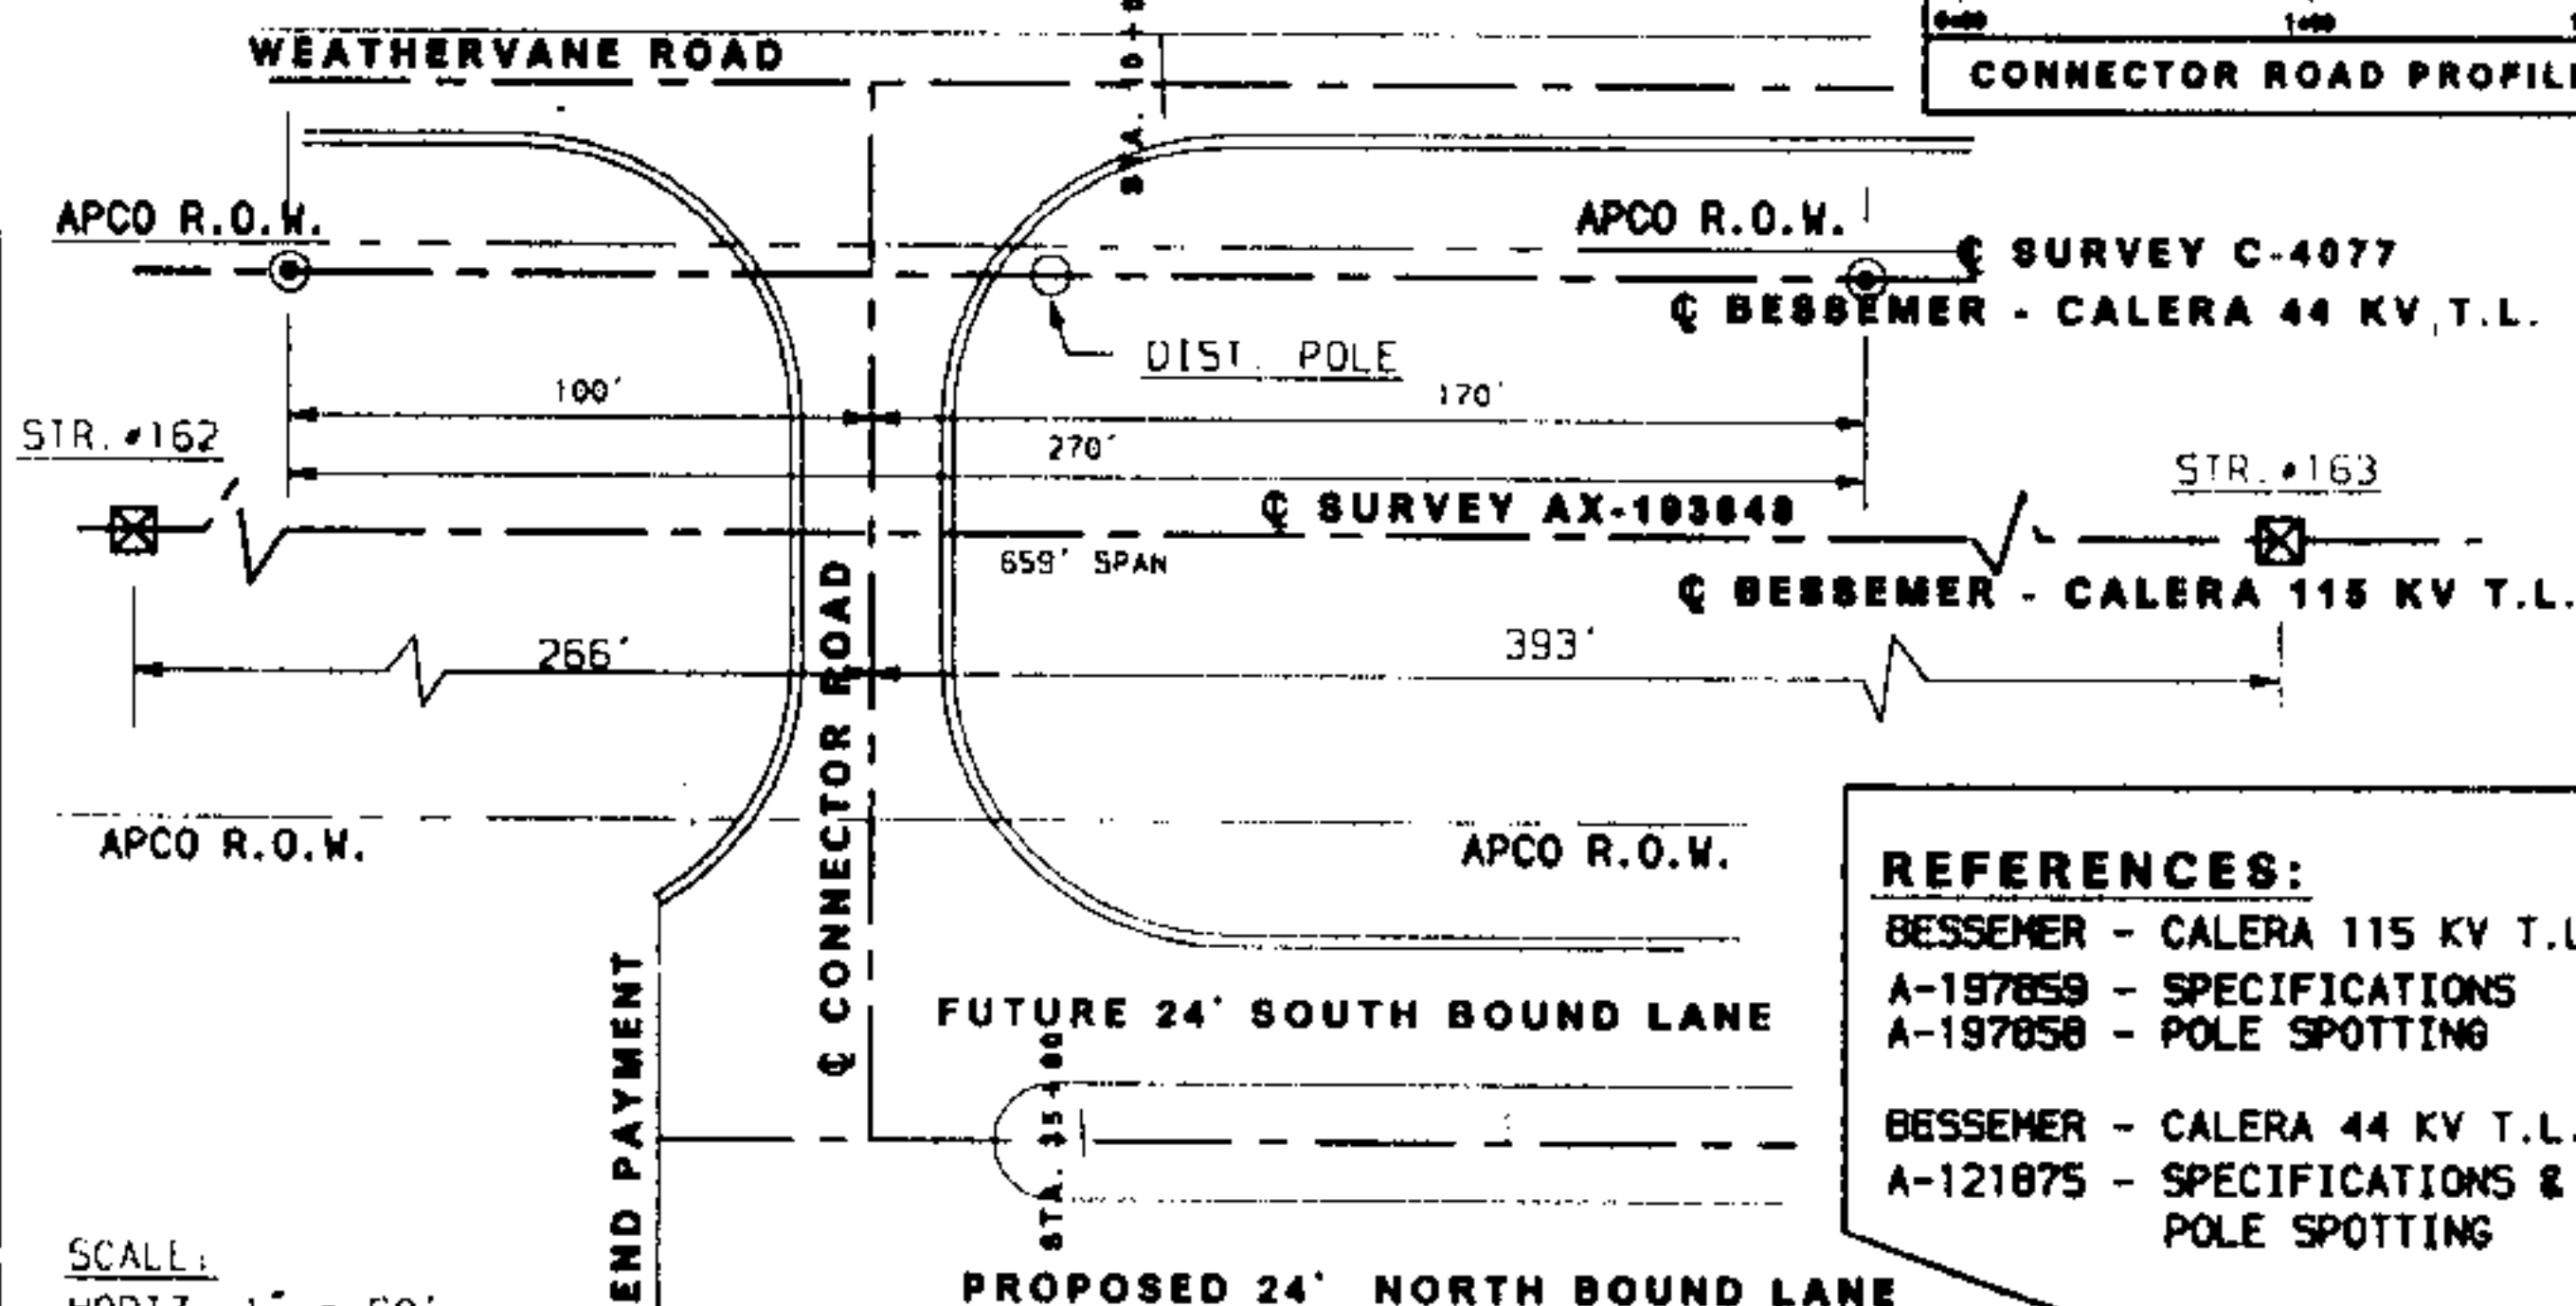 WEATHERVANE ROAD
CONNECTOR ROAD PROFILE
APCO R.O.W.
APCO R.O.W.
℄ SURVEY C-4077
℄ BESSEMER - CALERA 44 KV T.L.
DIST. POLE
100'
170'
270'
STR. #162
STR. #163
℄ SURVEY
659' SPAN
℄ BESSEMER - CALERA 115 KV T.L.
266'
393'
℄ CONNECTOR ROAD
APCO R.O.W.
APCO R.O.W.
REFERENCES:
BESSEMER - CALERA 115 KV T.L
A-197859 - SPECIFICATIONS
A-197858 - POLE SPOTTING
BESSEMER - CALERA 44 KV T.L.
A-121875 - SPECIFICATIONS &
POLE SPOTTING
END PAYMENT
FUTURE 24' SOUTH BOUND LANE
STA.
PROPOSED 24' NORTH BOUND LANE
SCALE: